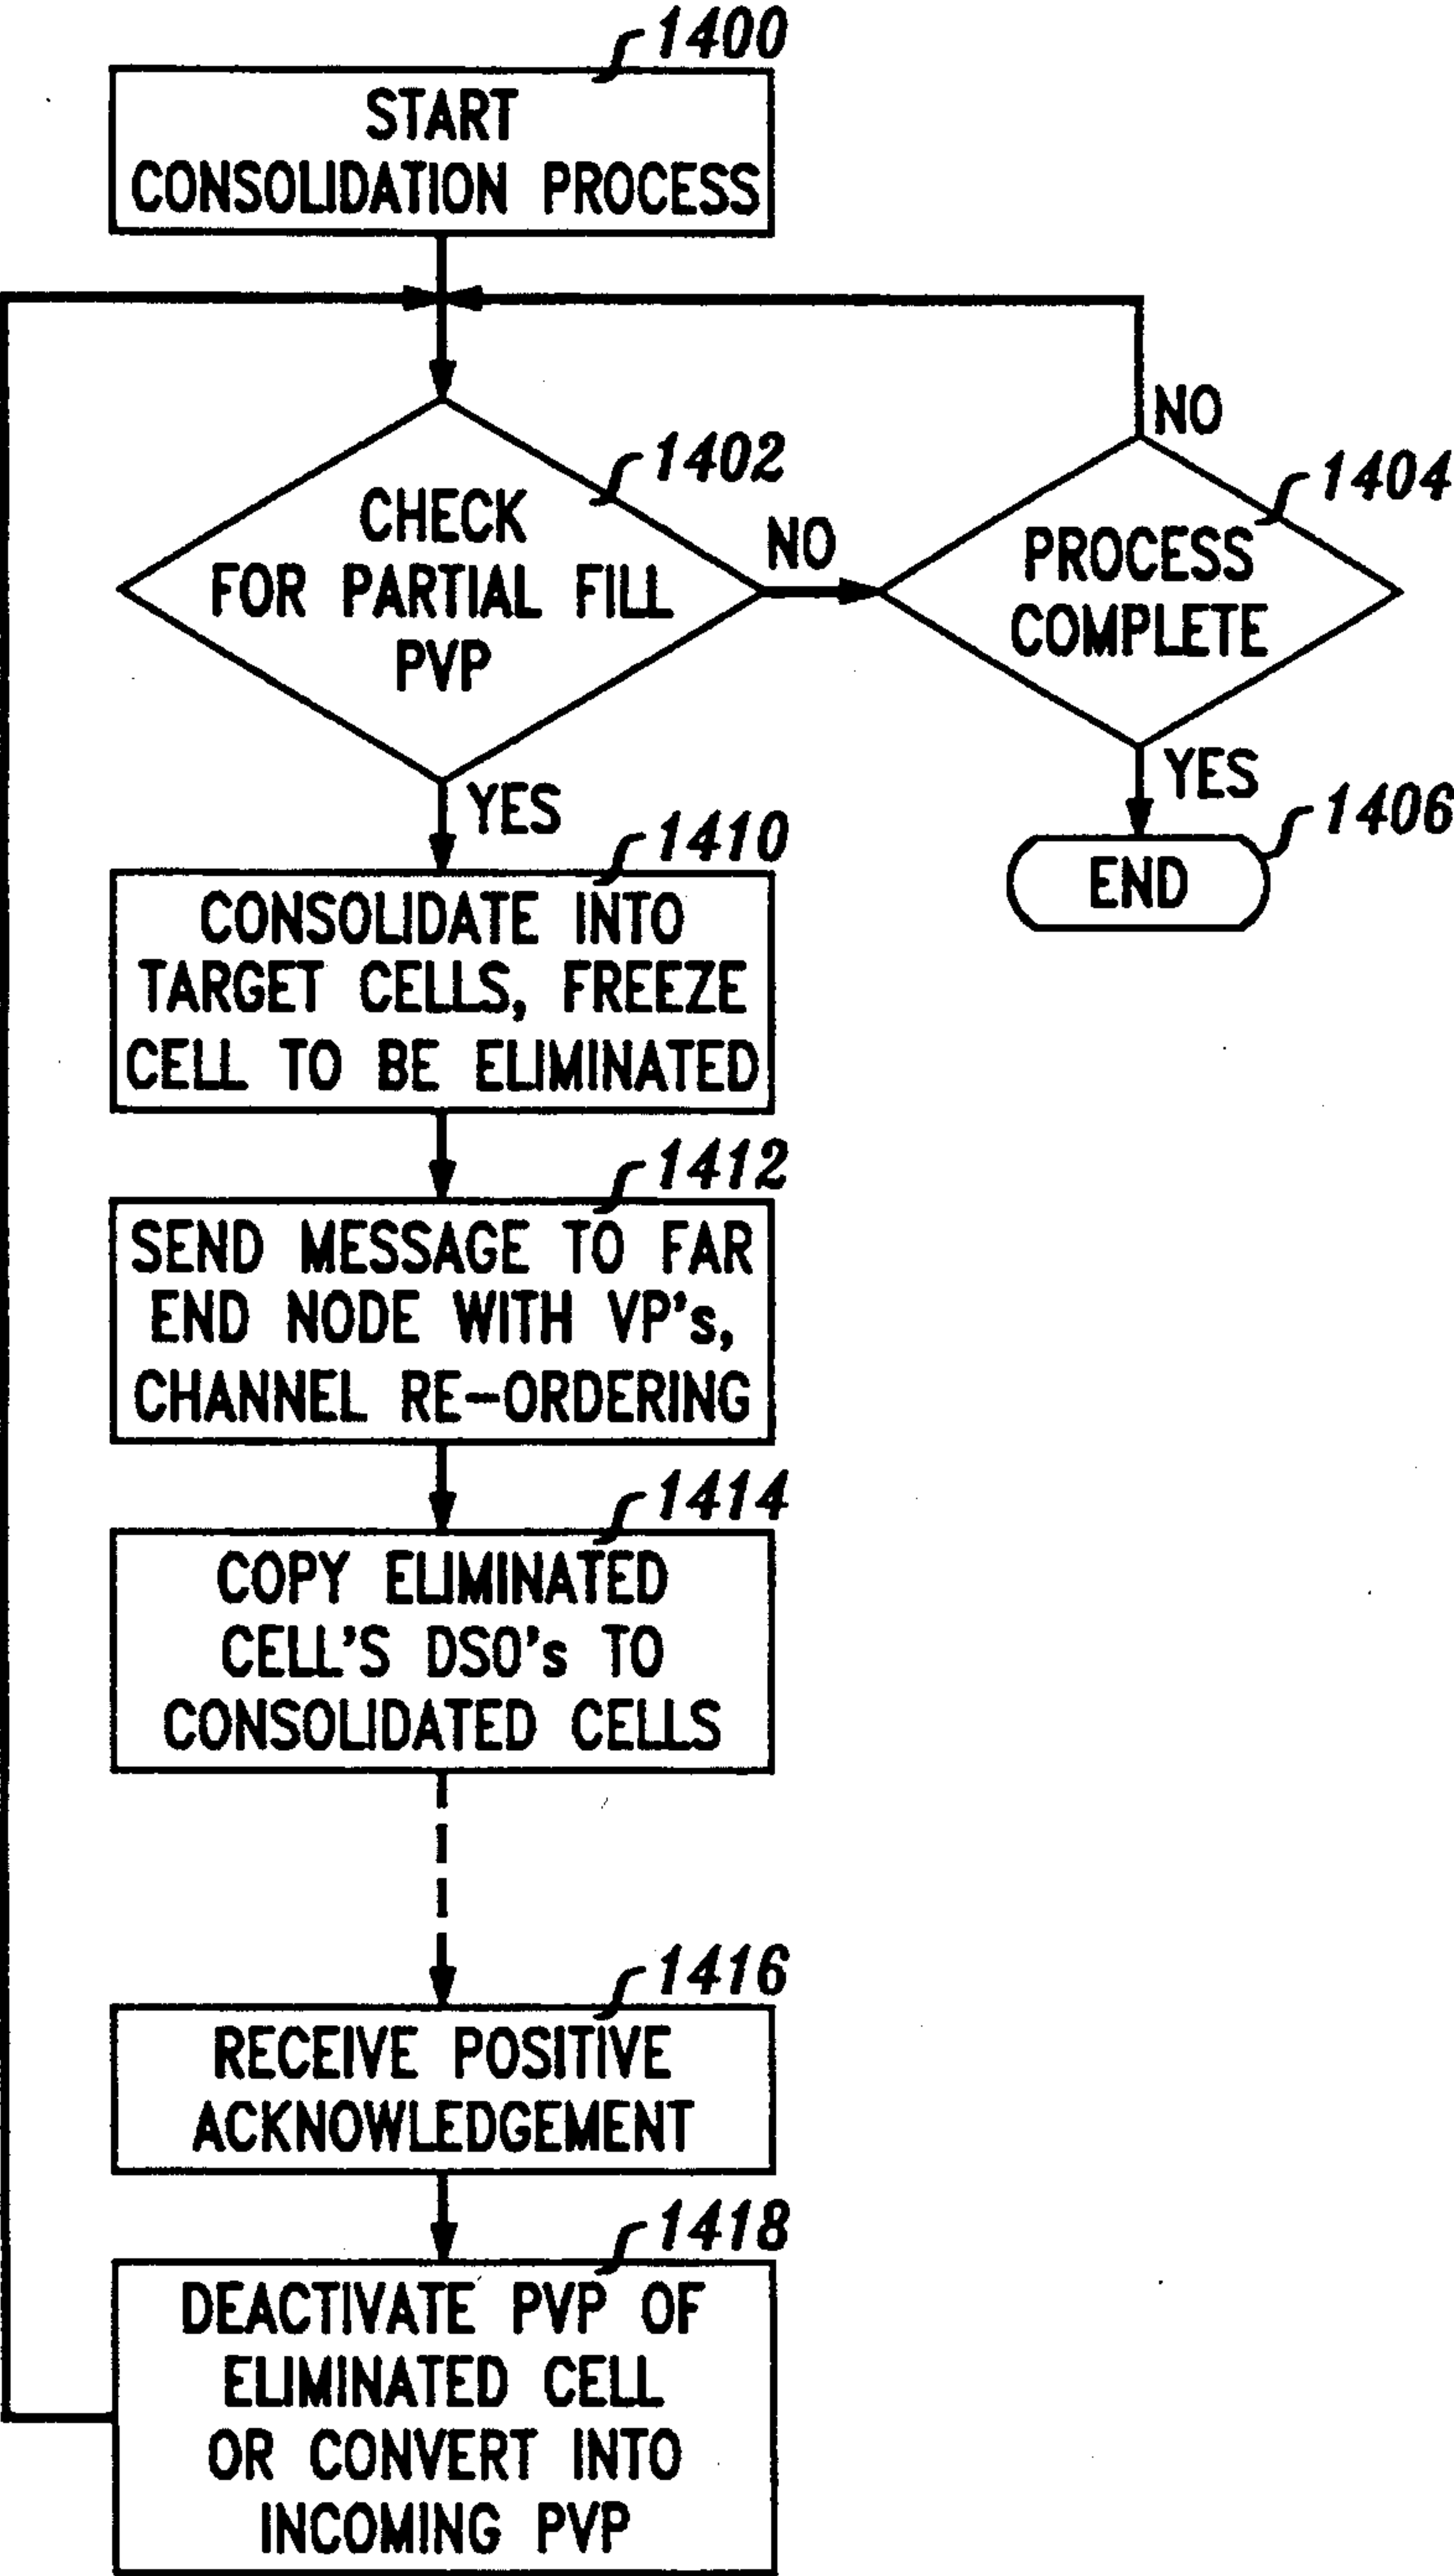 1400
START
CONSOLIDATION PROCESS
1402
CHECK
FOR PARTIAL FILL
PVP
NO
NO
1404
PROCESS
COMPLETE
YES
1406
END
YES
1410
CONSOLIDATE INTO
TARGET CELLS, FREEZE
CELL TO BE ELIMINATED
1412
SEND MESSAGE TO FAR
END NODE WITH VP's,
CHANNEL RE-ORDERING
1414
COPY ELIMINATED
CELL'S DSO's TO
CONSOLIDATED CELLS
1416
RECEIVE POSITIVE
ACKNOWLEDGEMENT
1418
DEACTIVATE PVP OF
ELIMINATED CELL
OR CONVERT INTO
INCOMING PVP